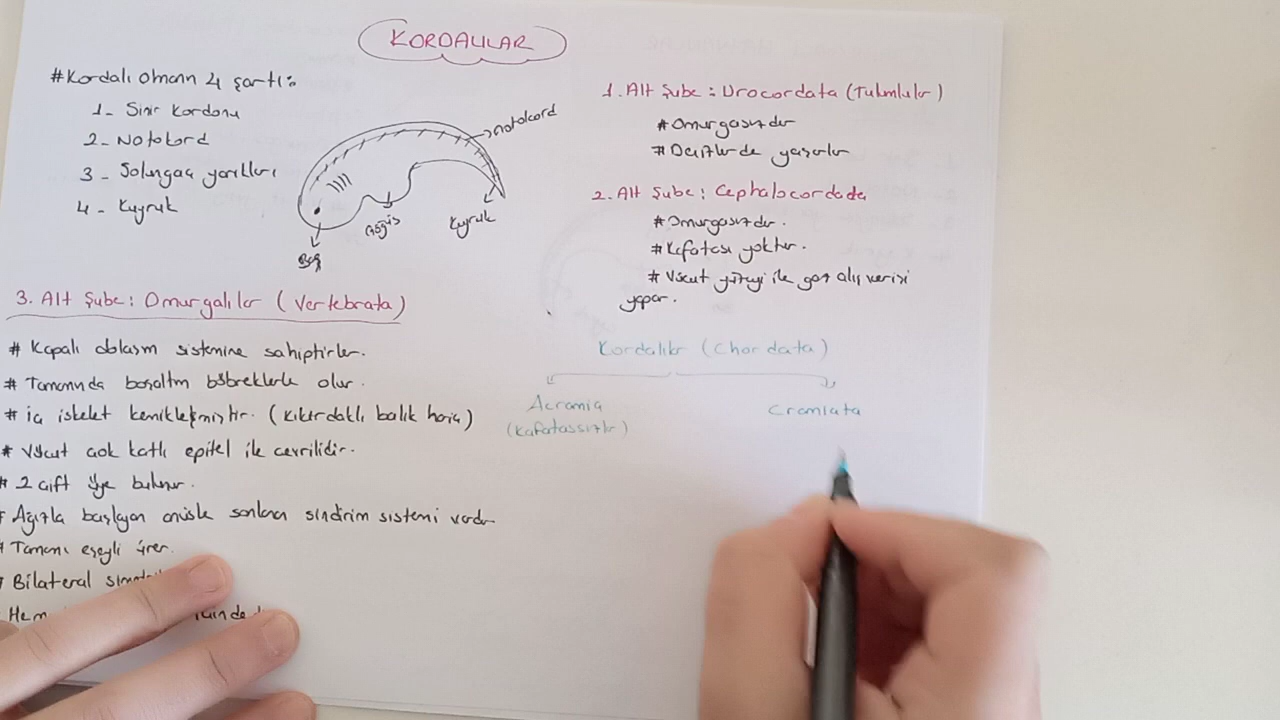 KORDALILAR
#Kordalı olmanın 4 şartı:
1- Sinir Kordonu
2- Notokord
3- Solungaç yarıkları
4- Kuyruk
notokord
Göğüs
Kuyruk
Baş
1. Alt Şube: Urocordata (Tulumlular)
#Omurgasızdır
#Denizlerde yaşarlar
2. Alt Şube: Cephalocordada
#Omurgasızdır.
#Kafatası yoktur.
#Vücut yüzeyi ile gaz alış verişi
yapar.
3. Alt Şube: Omurgalılar (Vertebrata)
# Kapalı dolaşım sistemine sahiptirler.
# Tamamında boşaltım böbreklerle olur.
# iç iskelet kemikleşmiştir. (kıkırdaklı balık hariç)
# Vücut çok katlı epitel ile çevrilidir.
# 2 çift üye bulunur.
# Ağızla başlayan anüsle sonlanan sindirim sistemi vardır
# Tamamı eşeyli ürer.
# Bilateral
Hem
Kordalılar (Chordata)
Acrania
(Kafatassızlar)
Craniata